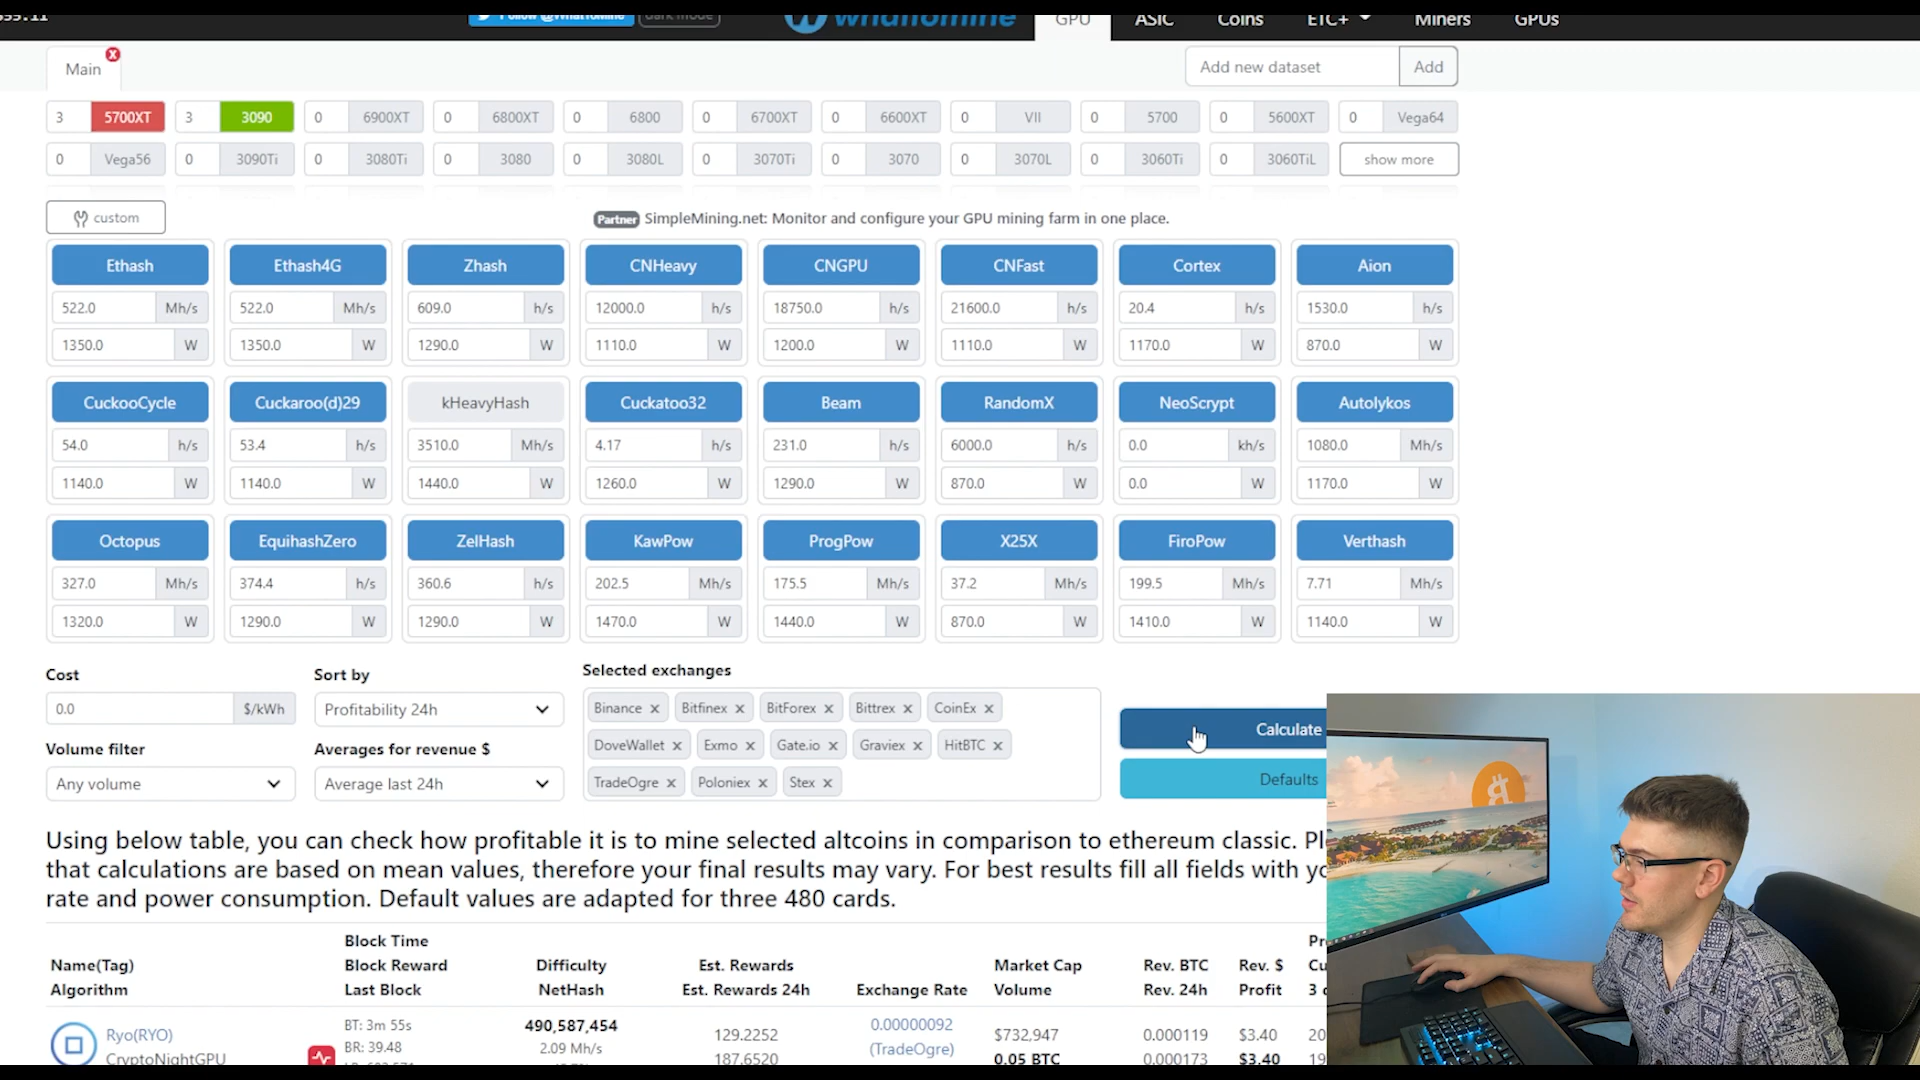 Follow @WhatToMine dark mode WhatToMine GPU ASIC Coins ETC+ Miners GPUs
Main Add new dataset Add
3 5700XT 3 3090 0 6900XT 0 6800XT 0 6800 0 6700XT 0 6600XT 0 VII 0 5700 0 5600XT 0 Vega64
0 Vega56 0 3090Ti 0 3080Ti 0 3080 0 3080L 0 3070Ti 0 3070 0 3070L 0 3060Ti 0 3060TiL show more
custom Partner SimpleMining.net: Monitor and configure your GPU mining farm in one place.
Ethash Ethash4G Zhash CNHeavy CNGPU CNFast Cortex Aion
522.0 Mh/s 522.0 Mh/s 609.0 h/s 12000.0 h/s 18750.0 h/s 21600.0 h/s 20.4 h/s 1530.0 h/s
1350.0 W 1350.0 W 1290.0 W 1110.0 W 1200.0 W 1110.0 W 1170.0 W 870.0 W
CuckooCycle Cuckaroo(d)29 kHeavyHash Cuckatoo32 Beam RandomX NeoScrypt Autolykos
54.0 h/s 53.4 h/s 3510.0 Mh/s 4.17 h/s 231.0 h/s 6000.0 h/s 0.0 kh/s 1080.0 Mh/s
1140.0 W 1140.0 W 1440.0 W 1260.0 W 1290.0 W 870.0 W 0.0 W 1170.0 W
Octopus EquihashZero ZelHash KawPow ProgPow X25X FiroPow Verthash
327.0 Mh/s 374.4 h/s 360.6 h/s 202.5 Mh/s 175.5 Mh/s 37.2 Mh/s 199.5 Mh/s 7.71 Mh/s
1320.0 W 1290.0 W 1290.0 W 1470.0 W 1440.0 W 870.0 W 1410.0 W 1140.0 W
Cost Sort by Selected exchanges
0.0 $/kWh Profitability 24h Binance Bitfinex BitForex Bittrex CoinEx Calculate
Volume filter Averages for revenue $ DoveWallet Exmo Gate.io Graviex HitBTC
Any volume Average last 24h TradeOgre Poloniex Stex Defaults
Using below table, you can check how profitable it is to mine selected altcoins in comparison to ethereum classic. Pl
that calculations are based on mean values, therefore your final results may vary. For best results fill all fields with yo
rate and power consumption. Default values are adapted for three 480 cards.
Name(Tag) Algorithm
Block Time
Block Reward
Last Block
Difficulty
NetHash
Est. Rewards
Est. Rewards 24h
Exchange Rate
Market Cap
Volume
Rev. BTC
Rev. 24h
Rev. $
Profit
Pr
Cu
3
Ryo(RYO)
CryptoNightGPU
BT: 3m 55s
BR: 39.48
490,587,454
2.09 Mh/s
129.2252
187.6520
0.00000092
(TradeOgre)
$732,947
0.05 BTC
0.000119
0.000173
$3.40
$3.40
20
19